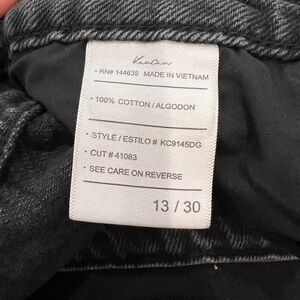 KanCan
- RN# 144635 MADE IN VIETNAM
· 100% COTTON / ALGODON
· STYLE / ESTILO # KC9145DG
· CUT # 41083
· SEE CARE ON REVERSE
13 / 30